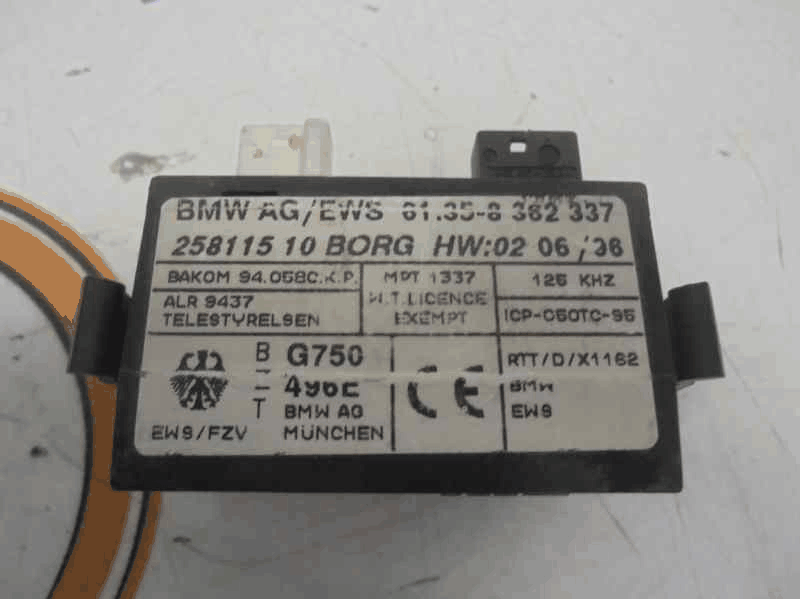 BMW AG/EWS 61.35-8 362 337
258115 10 BORG HW:02 06/96
BAKOM 94.058C.K.P.
ALR 9437
TELESTYRELSEN
MPT 1337
W.T.LICENCE
EXEMPT
125 KHZ
ICP-050TC-95
B
Z
T
G750
496E
BMW AG
MÜNCHEN
EWS/FZV
CE
RTT/D/X1162
BMW
EWS